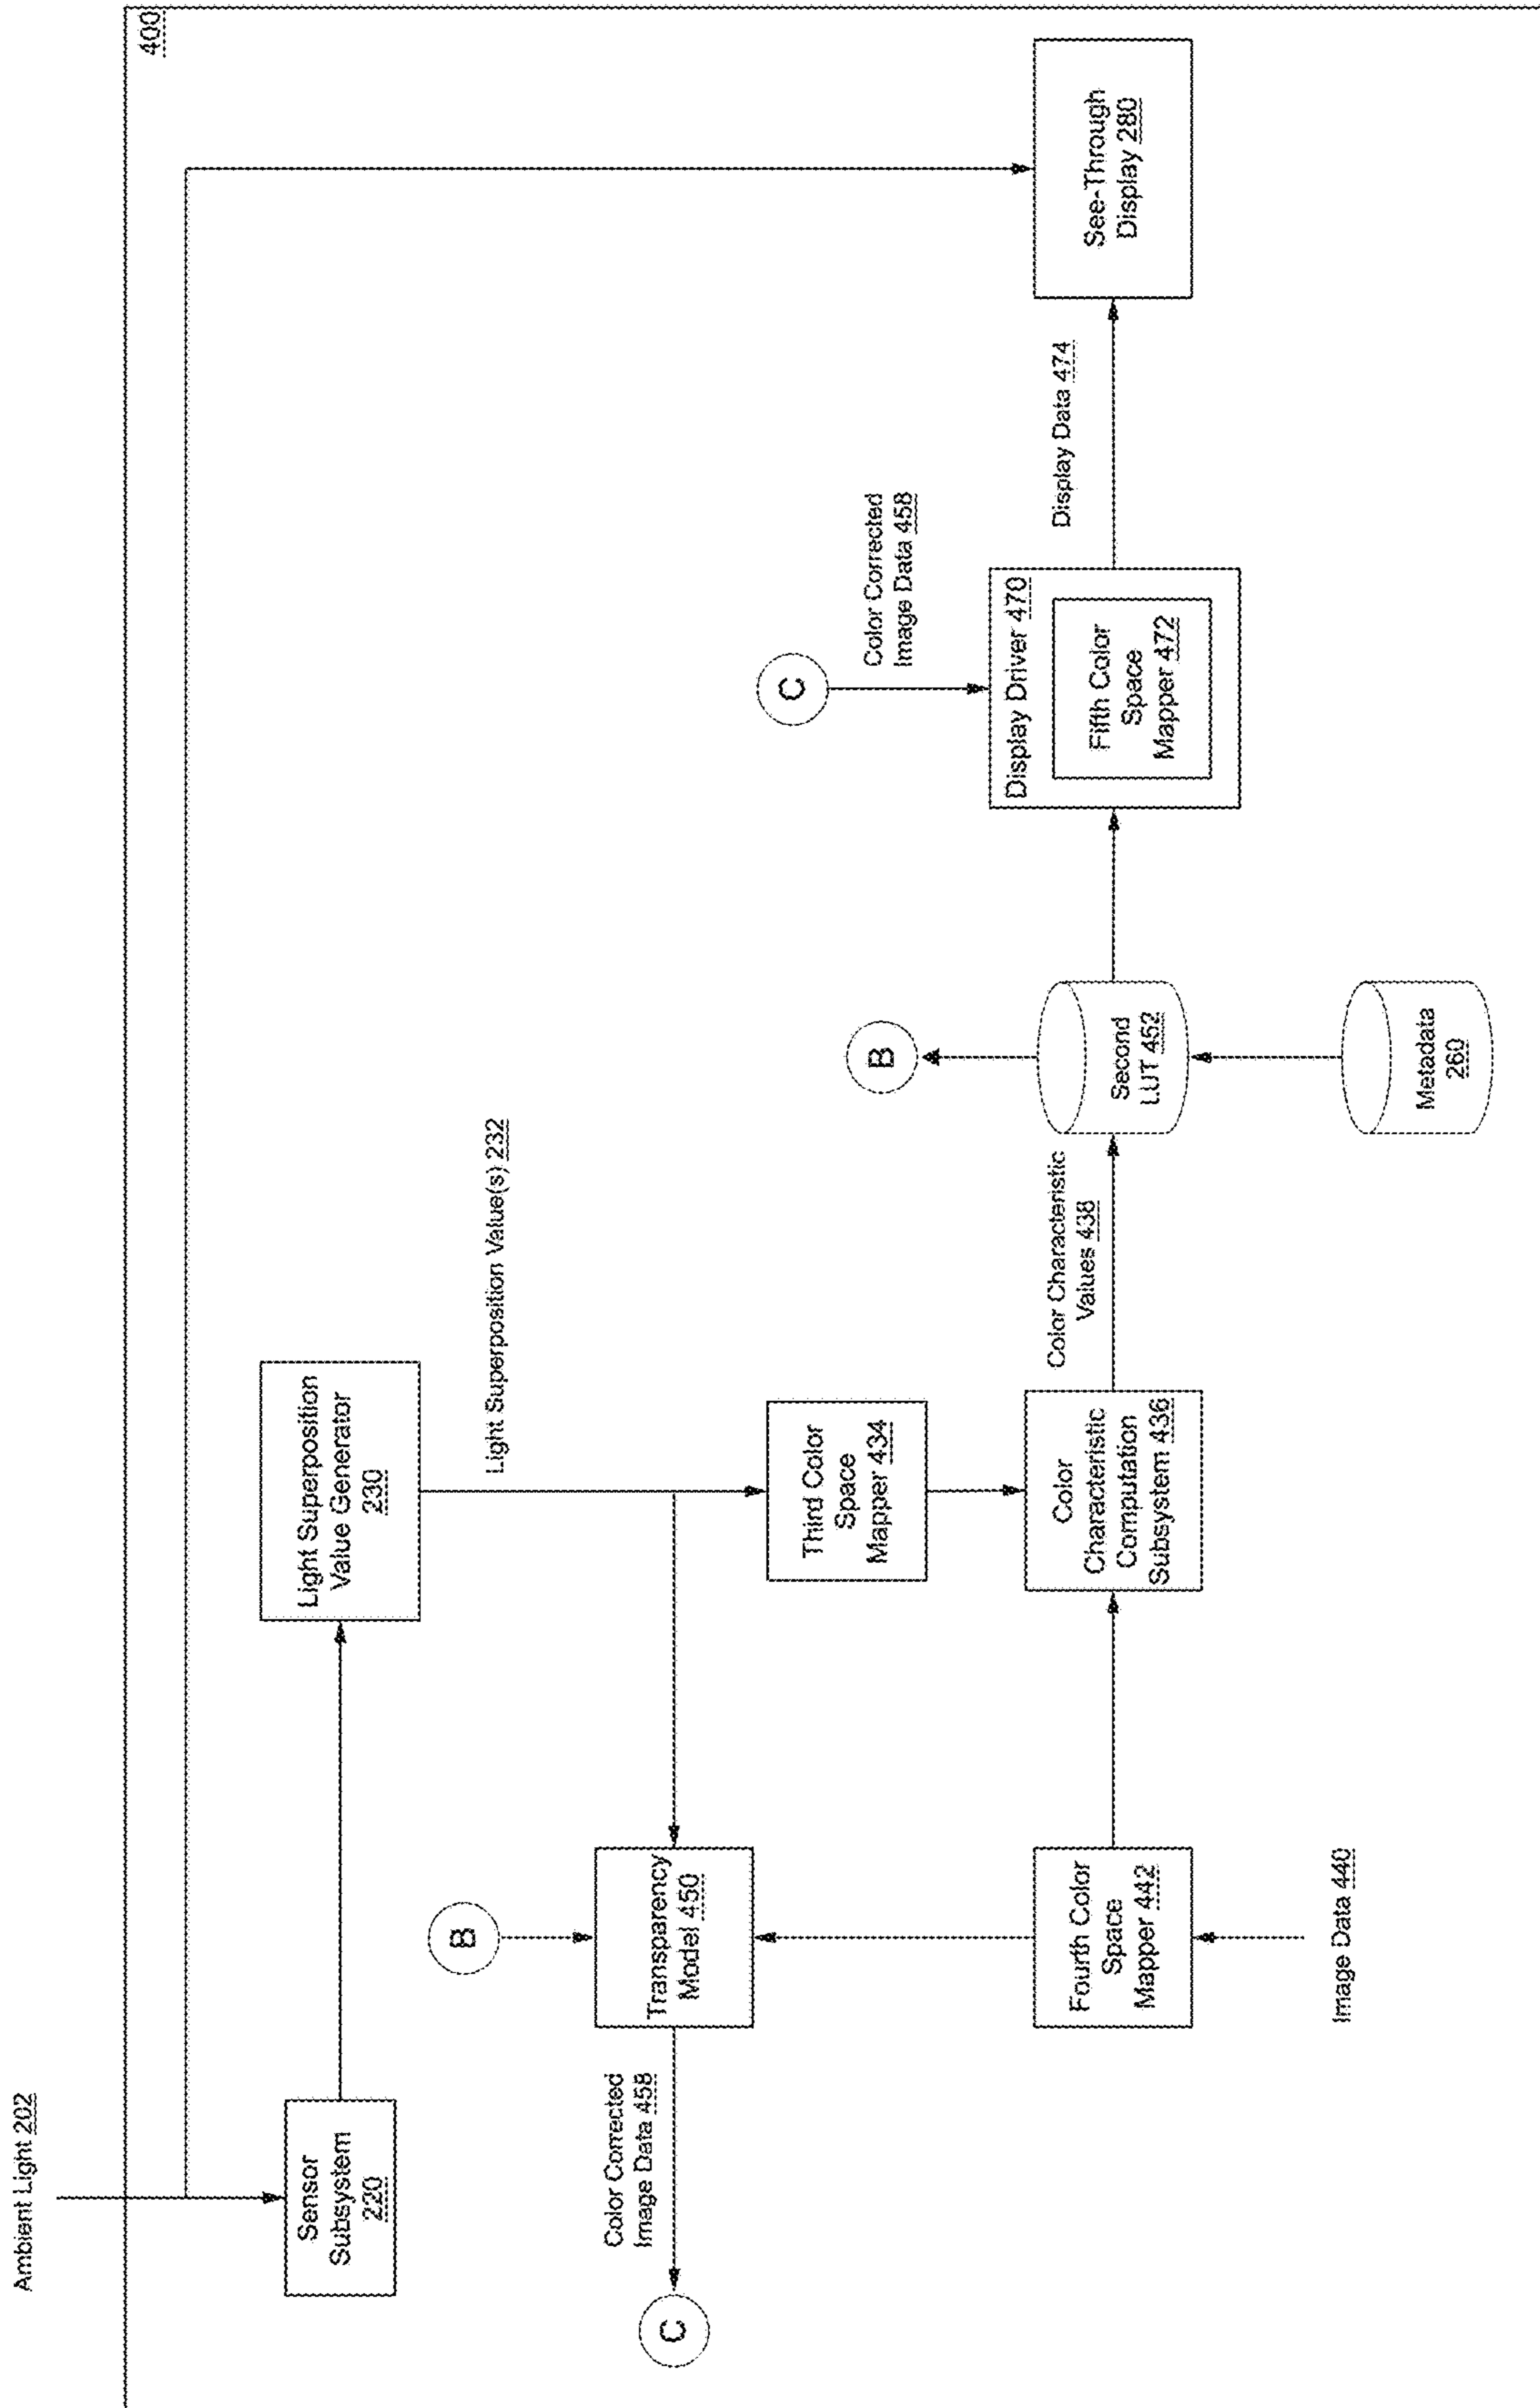 Ambient Light 202
400
Sensor
Subsystem
220
Light Superposition
Value Generator
230
Light Superposition Value(s) 232
B
Transparency
Model 450
Color Corrected
Image Data 458
C
Third Color
Space
Mapper 434
Fourth Color
Space
Mapper 442
Image Data 440
Color
Characteristic
Computation
Subsystem 436
Color Characteristic
Values 438
B
Second
LUT 452
Metadata
260
C
Color Corrected
Image Data 458
Display Driver 470
Fifth Color
Space
Mapper 472
Display Data 474
See-Through
Display 280